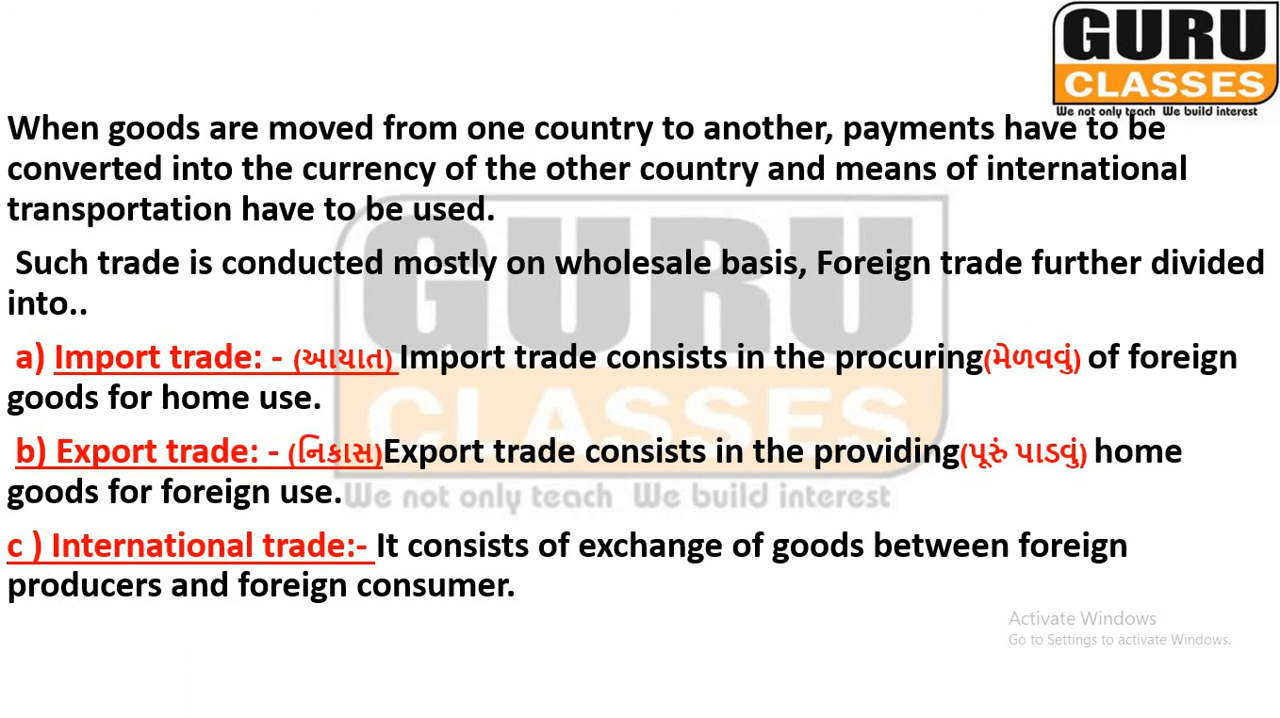 GURU
CLASSES
We not only teach We build interest
When goods are moved from one country to another, payments have to be
converted into the currency of the other country and means of international
transportation have to be used.
Such trade is conducted mostly on wholesale basis, Foreign trade further divided
into..
a) Import trade: - (આયાત) Import trade consists in the procuring(મેળવવું) of foreign
goods for home use.
b) Export trade: - (નિકાસ)Export trade consists in the providing(પૂરું પાડવું) home
goods for foreign use.
c ) International trade:- It consists of exchange of goods between foreign
producers and foreign consumer.
GURU
CLASSES
We not only teach We build interest
Activate Windows
Go to Settings to activate Windows.